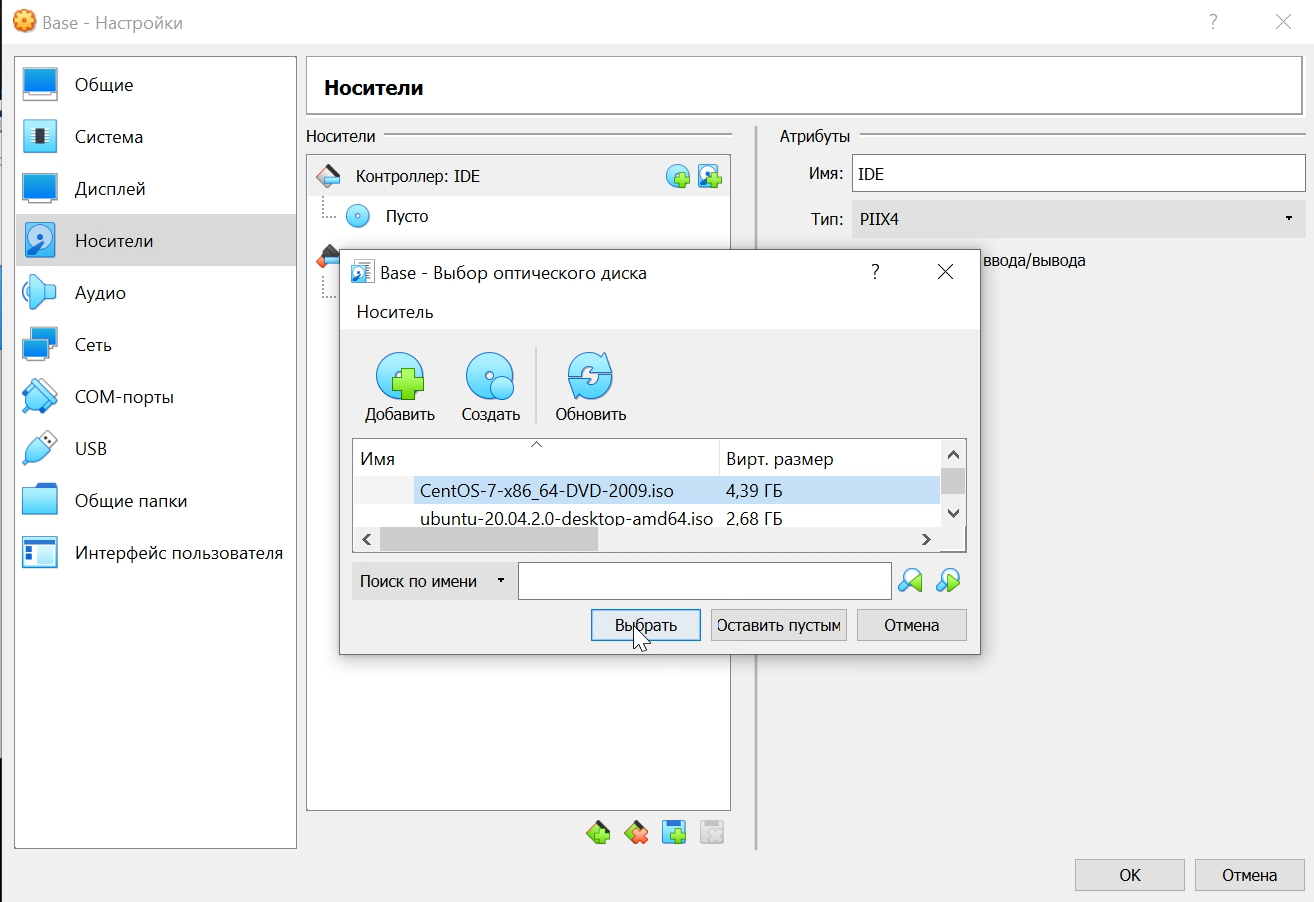 Base - Настройки
?
Общие
Система
Дисплей
Носители
Аудио
Сеть
COM-порты
USB
Общие папки
Интерфейс пользователя
Носители
Носители
Контроллер: IDE
Пусто
Атрибуты
Имя: IDE
Тип: PIIX4
ввода/вывода
Base - Выбор оптического диска
?
Носитель
Добавить Создать Обновить
Имя Вирт. размер
CentOS-7-x86_64-DVD-2009.iso 4,39 ГБ
ubuntu-20.04.2.0-desktop-amd64.iso 2,68 ГБ
Поиск по имени
Выбрать Оставить пустым Отмена
OK Отмена